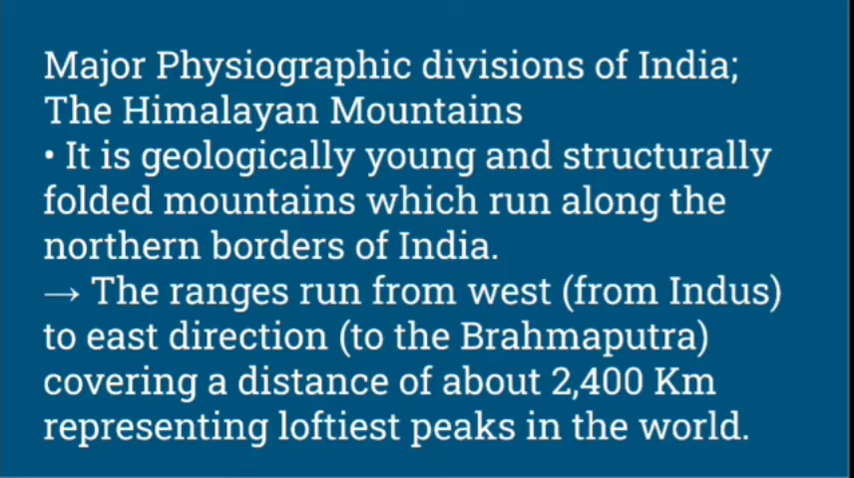 Major Physiographic divisions of India;
The Himalayan Mountains
• It is geologically young and structurally
folded mountains which run along the
northern borders of India.
→ The ranges run from west (from Indus)
to east direction (to the Brahmaputra)
covering a distance of about 2,400 Km
representing loftiest peaks in the world.